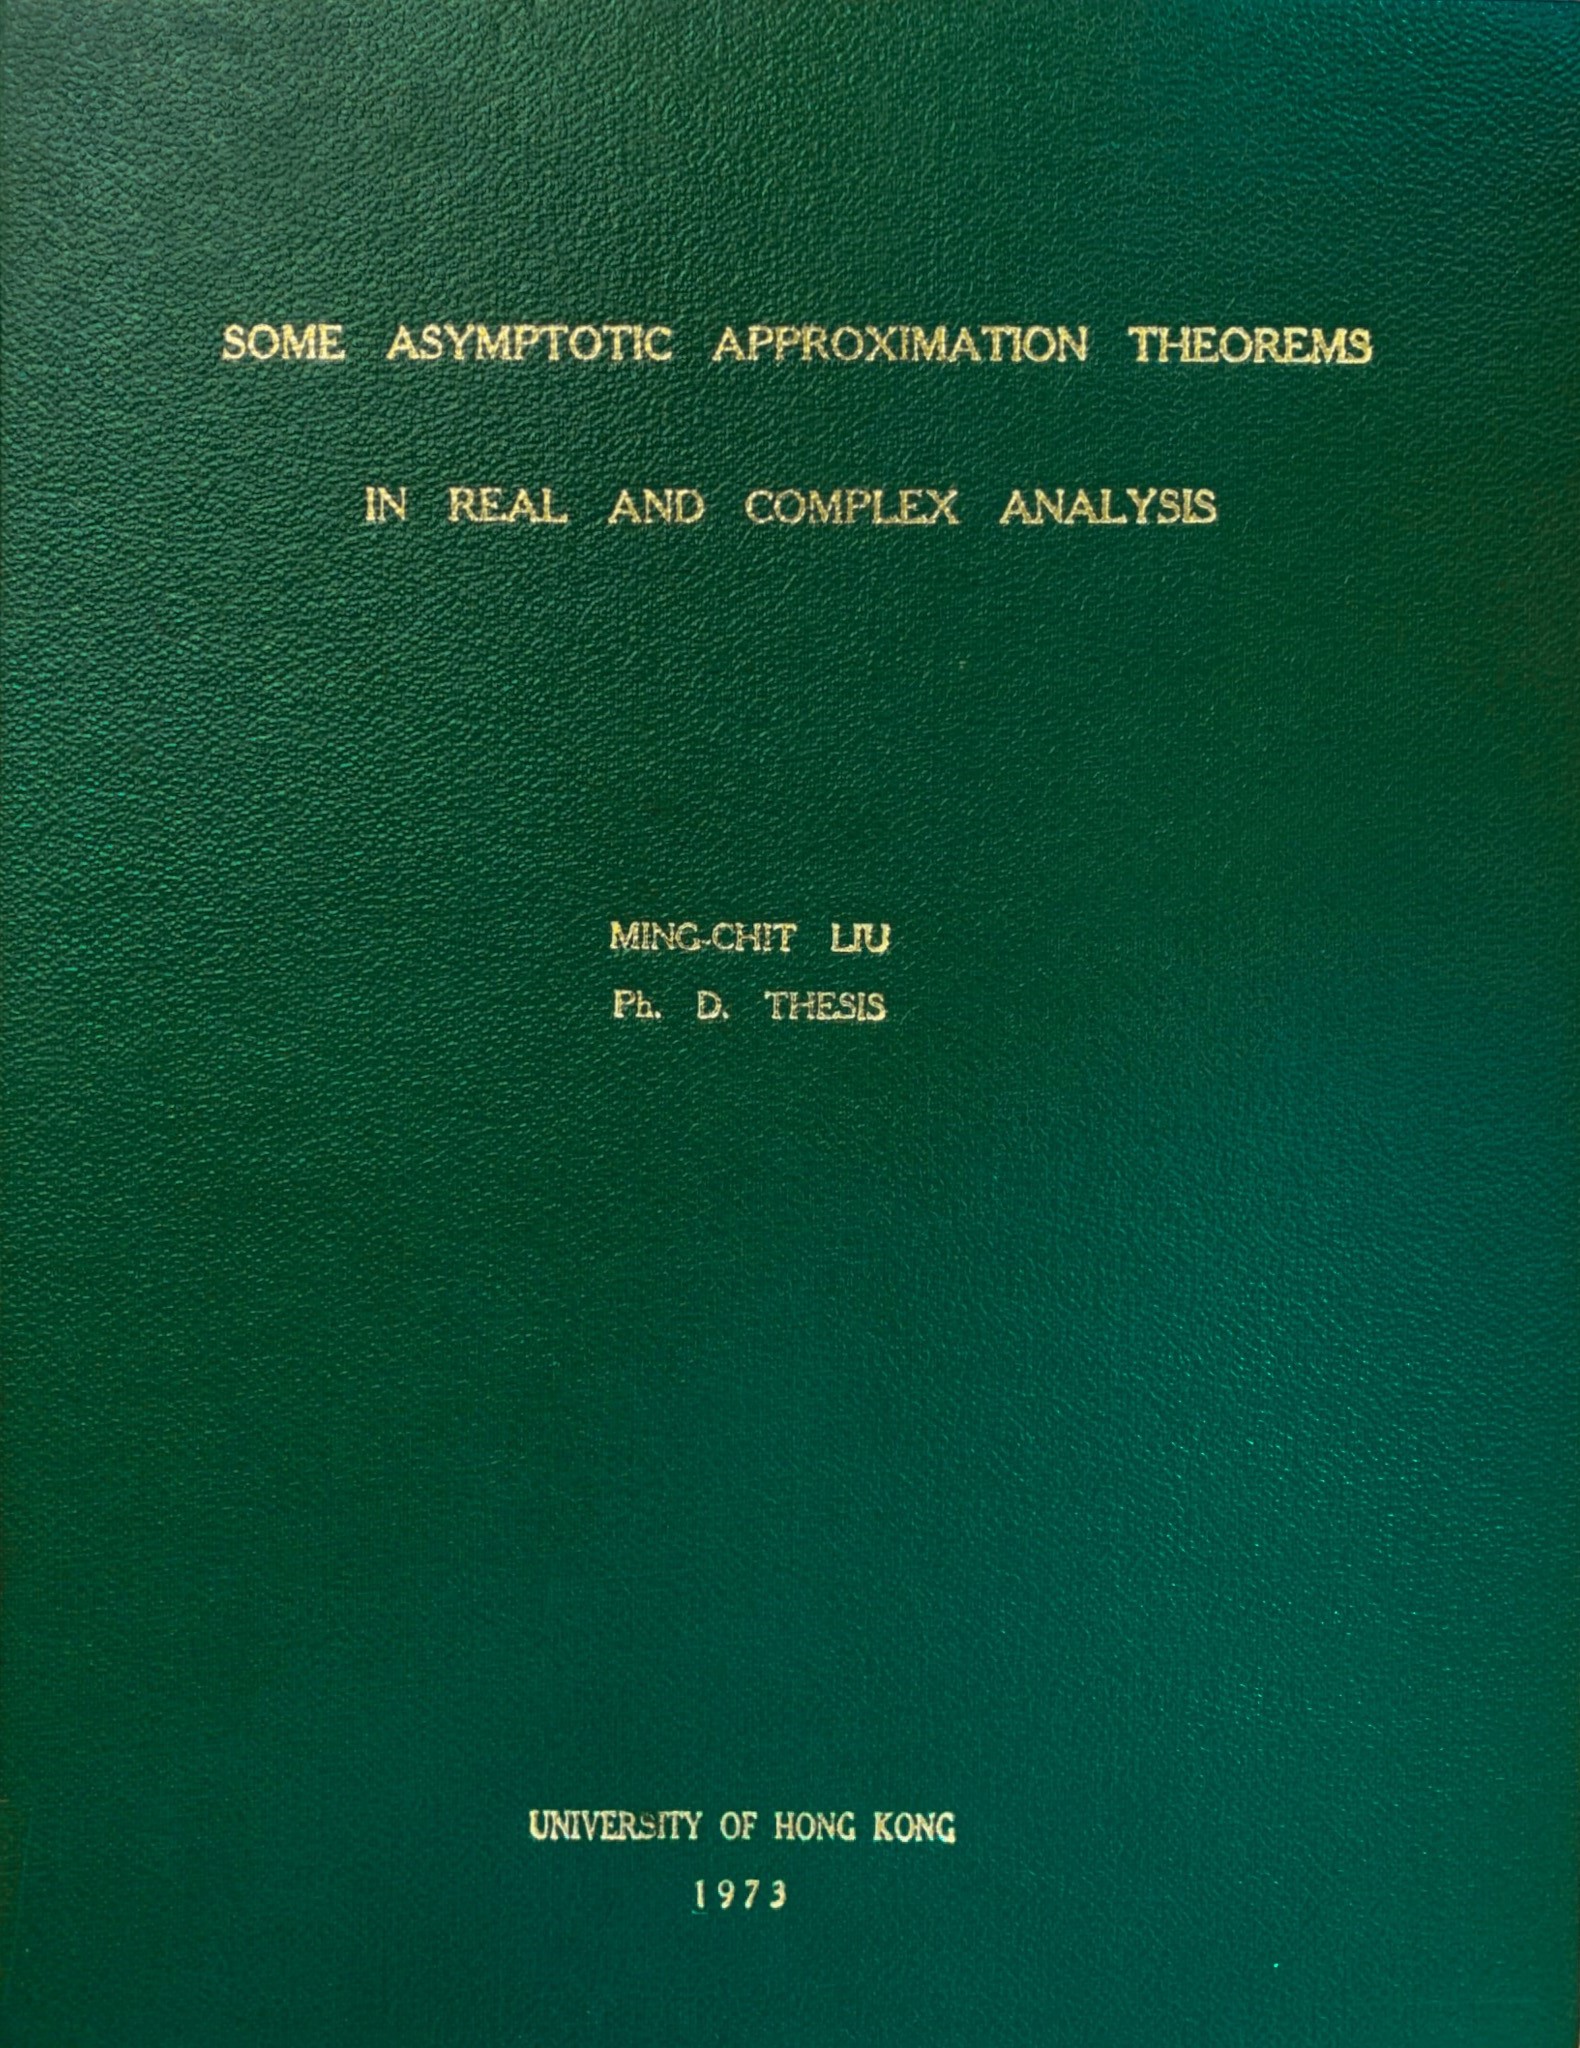 SOME ASYMPTOTIC APPROXIMATION THEOREMS
IN REAL AND COMPLEX ANALYSIS
MING-CHIT LIU
Ph. D. THESIS
UNIVERSITY OF HONG KONG
1973